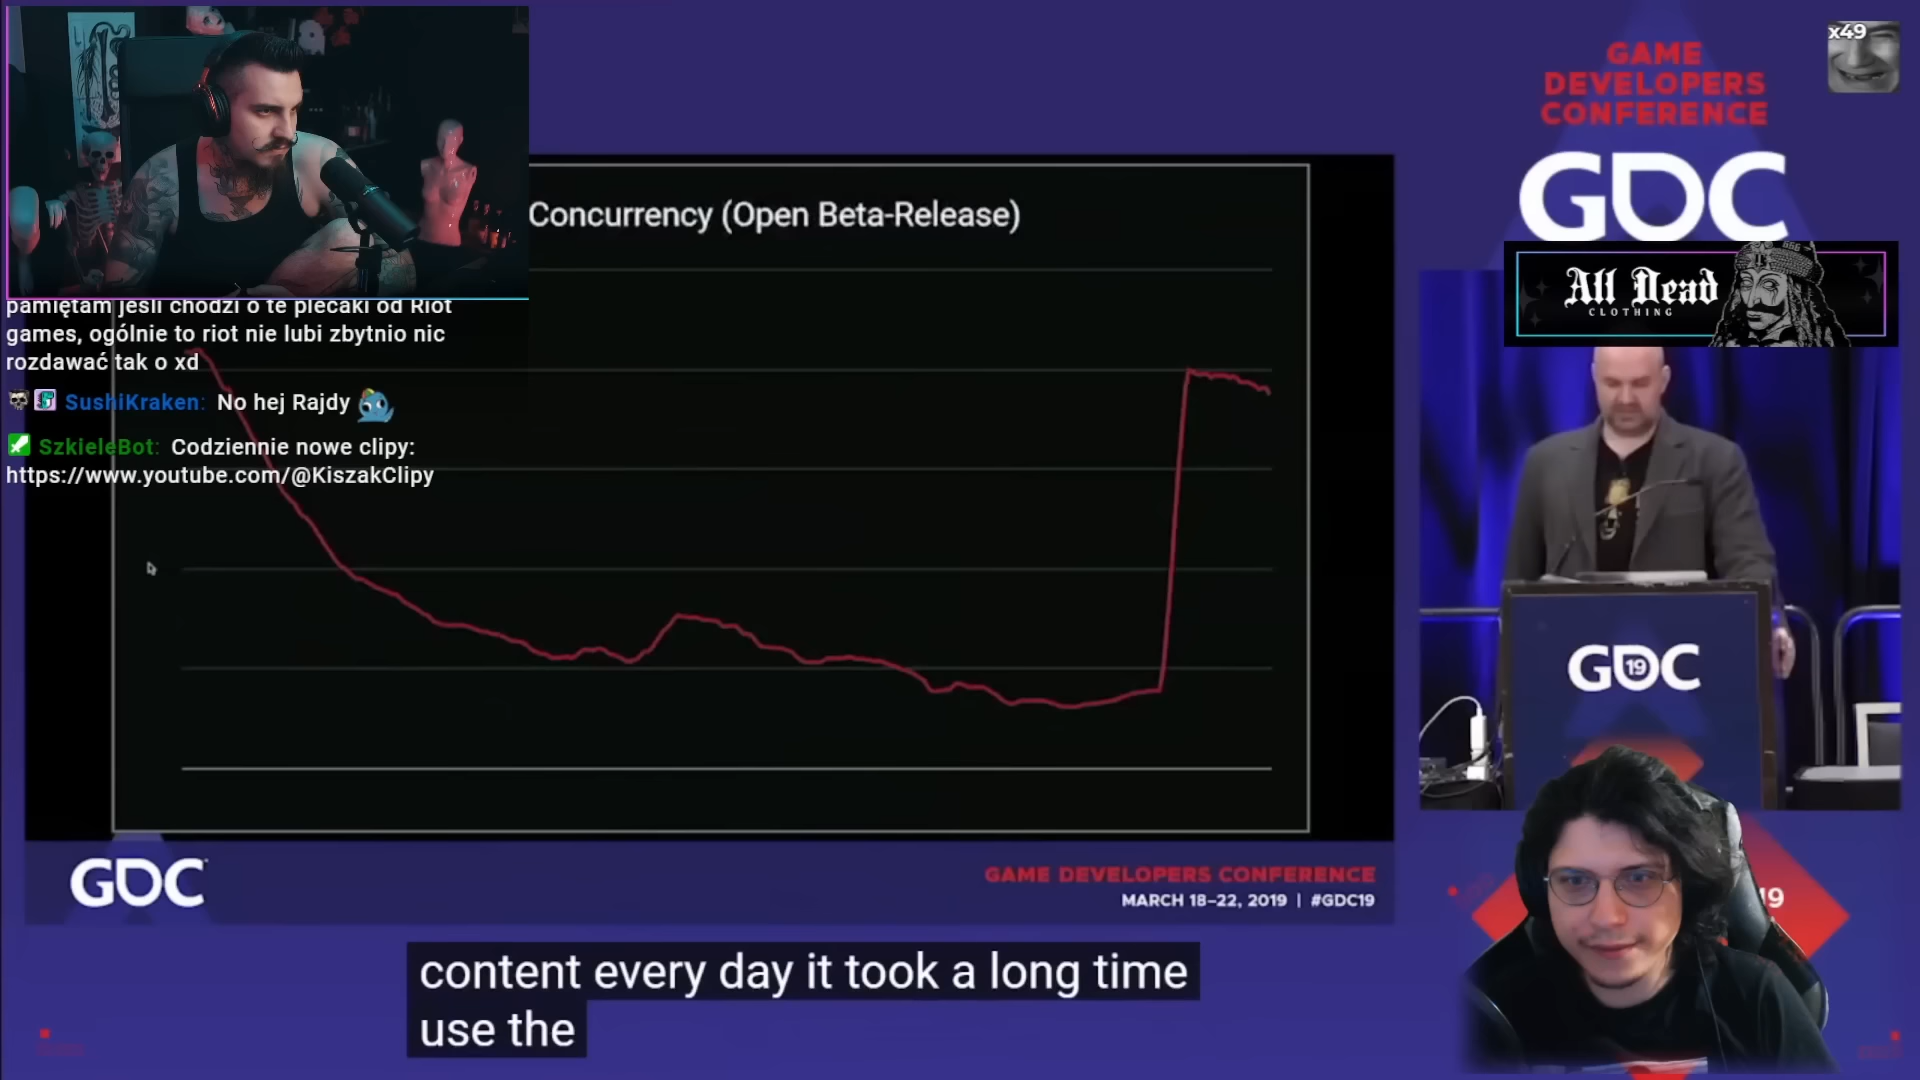 x49
GAME
DEVELOPERS
CONFERENCE
GDC
Concurrency (Open Beta-Release)
All Dead
CLOTHING
pamiętam jeśli chodzi o te plecaki od Riot
games, ogólnie to riot nie lubi zbytnio nic
rozdawać tak o xd
SushiKraken: No hej Rajdy
SzkieleBot: Codziennie nowe clipy:
https://www.youtube.com/@KiszakClipy
GDC
19
GDC
GAME DEVELOPERS CONFERENCE
MARCH 18-22, 2019 | #GDC19
19
content every day it took a long time
use the